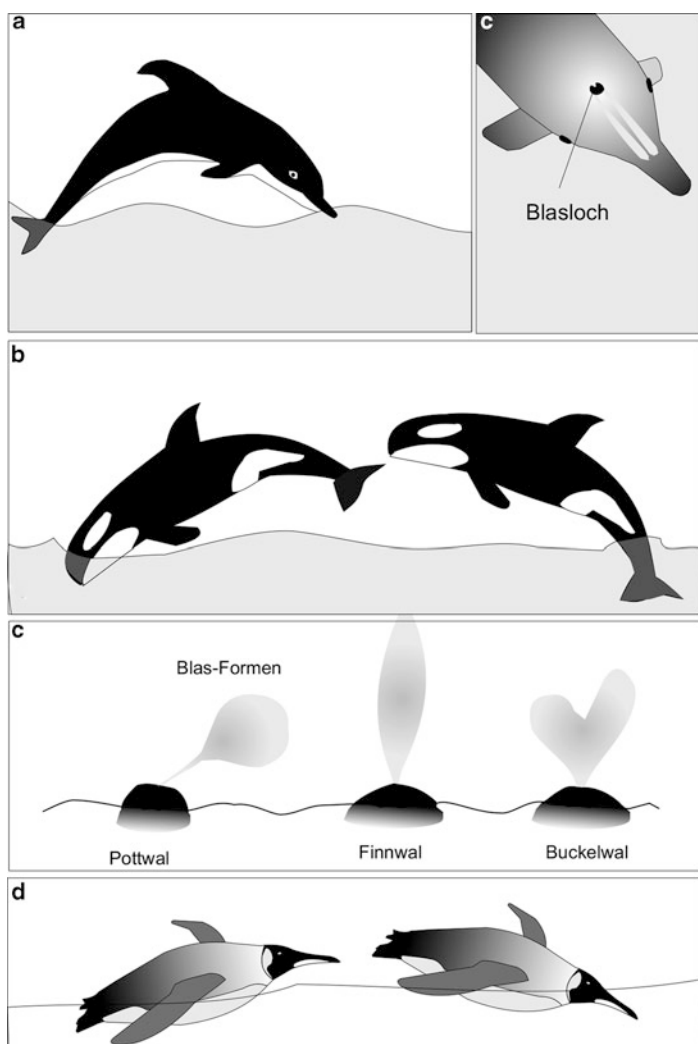 a
c
Blasloch
b
c
Blas-Formen
Pottwal
Finnwal
Buckelwal
d